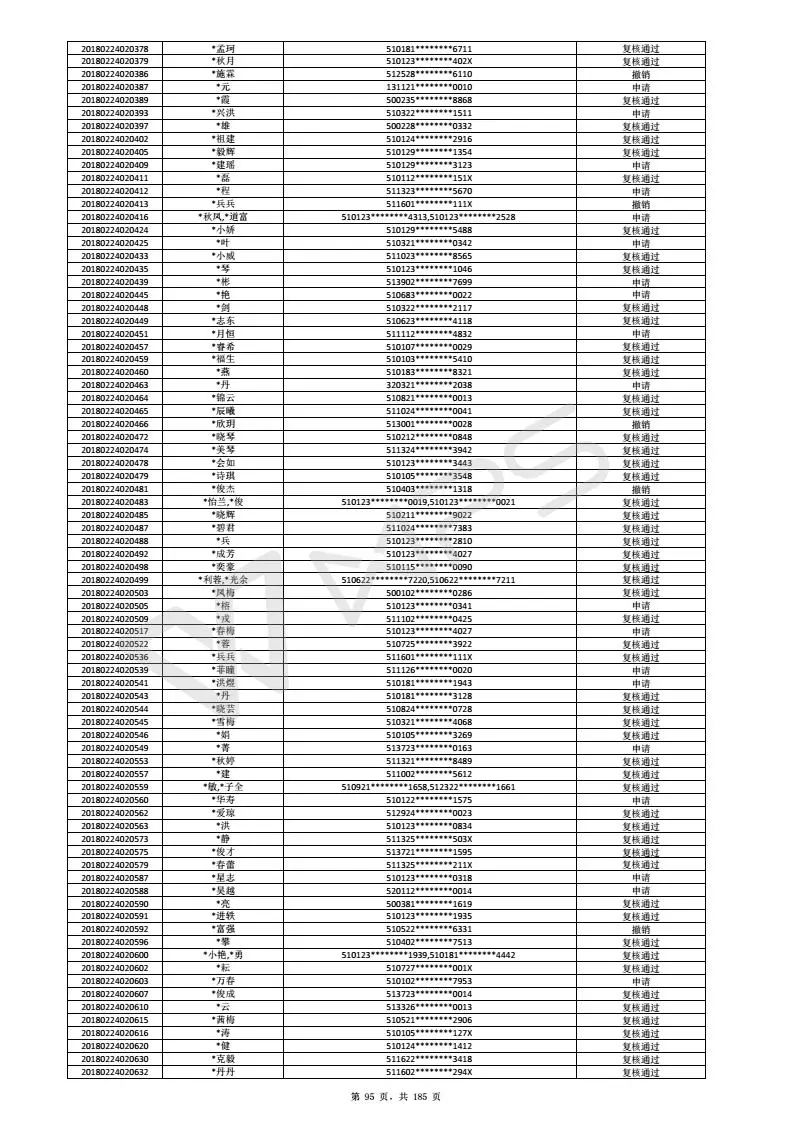 20180224020378 *孟珂 510181********6711 复核通过
20180224020379 *秋月 510123********402X 复核通过
20180224020386 *施霖 512528********6110 撤销
20180224020387 *元 131121********0010 申请
20180224020389 *霞 500235********8868 复核通过
20180224020393 *兴洪 510322********1511 申请
20180224020397 *雄 500228********0332 复核通过
20180224020402 *祖建 510124********2916 复核通过
20180224020405 *毅辉 510129********1354 复核通过
20180224020409 *建瑶 510129********3123 申请
20180224020411 *磊 510112********151X 复核通过
20180224020412 *程 511323********5670 申请
20180224020413 *兵兵 511601********111X 撤销
20180224020416 *秋凤,*道富 510123********4313,510123********2528 申请
20180224020424 *小娇 510129********5488 复核通过
20180224020425 *叶 510321********0342 申请
20180224020433 *小威 511023********8565 复核通过
20180224020435 *琴 510123********1046 复核通过
20180224020439 *彬 513902********7699 申请
20180224020445 *艳 510683********0022 申请
20180224020448 *剑 510322********2117 复核通过
20180224020449 *志东 510623********4118 复核通过
20180224020451 *月恒 511112********4832 申请
20180224020457 *睿希 510107********0029 复核通过
20180224020459 *福生 510103********5410 复核通过
20180224020460 *燕 510183********8321 复核通过
20180224020463 *丹 320321********2038 申请
20180224020464 *锦云 510821********0013 复核通过
20180224020465 *辰曦 511024********0041 复核通过
20180224020466 *欣玥 513001********0028 撤销
20180224020472 *晓琴 510212********0848 复核通过
20180224020474 *美琴 511324********3942 复核通过
20180224020478 *会如 510123********3443 复核通过
20180224020479 *诗琪 510105********3548 复核通过
20180224020481 *俊杰 510403********1318 撤销
20180224020483 *怡兰,*俊 510123********0019,510123********0021 复核通过
20180224020485 *晓辉 510211********9022 复核通过
20180224020487 *碧君 511024********7383 复核通过
20180224020488 *兵 510123********2810 复核通过
20180224020492 *成芳 510123********4027 复核通过
20180224020498 *奕豪 510115********0090 复核通过
20180224020499 *利蓉,*光余 510622********7220,510622********7211 复核通过
20180224020503 *凤梅 500102********0286 复核通过
20180224020505 *榕 510123********0341 申请
20180224020509 *戎 511102********0425 复核通过
20180224020517 *春梅 510123********4027 申请
20180224020522 *蓉 510725********3922 复核通过
20180224020536 *兵兵 511601********111X 复核通过
20180224020539 *菲瞳 511126********0020 申请
20180224020541 *洪煜 510181********1943 申请
20180224020543 *丹 510181********3128 复核通过
20180224020544 *晓芸 510824********0728 复核通过
20180224020545 *雪梅 510321********4068 复核通过
20180224020546 *娟 510105********3269 复核通过
20180224020549 *菁 513723********0163 申请
20180224020553 *秋婷 511321********8489 复核通过
20180224020557 *建 511002********5612 复核通过
20180224020559 *敏,*子全 510921********1658,512322********1661 复核通过
20180224020560 *华寿 510122********1575 申请
20180224020562 *爱琼 512924********0023 复核通过
20180224020563 *洪 510123********0834 复核通过
20180224020573 *静 511325********503X 复核通过
20180224020575 *俊才 513721********1595 复核通过
20180224020579 *春蕾 511325********211X 复核通过
20180224020587 *星志 510123********0318 申请
20180224020588 *吴越 520112********0014 申请
20180224020590 *亮 500381********1619 复核通过
20180224020591 *进轶 510123********1935 复核通过
20180224020592 *富强 510522********6331 撤销
20180224020596 *攀 510402********7513 复核通过
20180224020600 *小艳,*勇 510123********1939,510181********4442 复核通过
20180224020602 *耘 510727********001X 复核通过
20180224020603 *万春 510102********7953 申请
20180224020607 *俊成 513723********0014 复核通过
20180224020610 *云 513326********0013 复核通过
20180224020615 *茜梅 510521********2906 复核通过
20180224020616 *涛 510105********127X 复核通过
20180224020620 *健 510124********1412 复核通过
20180224020630 *克毅 511622********3418 复核通过
20180224020632 *丹丹 511602********294X 复核通过
第 95 页，共 185 页